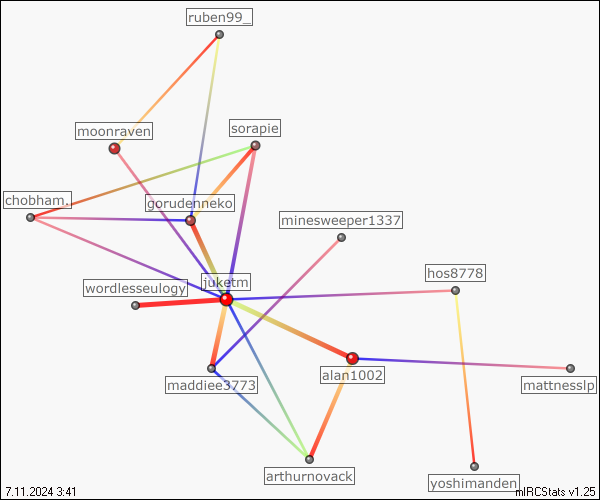 ruben99_
moonraven
sorapie
chobham.
gorudenneko
minesweeper1337
hos8778
wordlesseulogy
juketm
alan1002
maddiee3773
mattnesslp
arthurnovack
yoshimanden
7.11.2024 3:41
mIRCStats v1.25